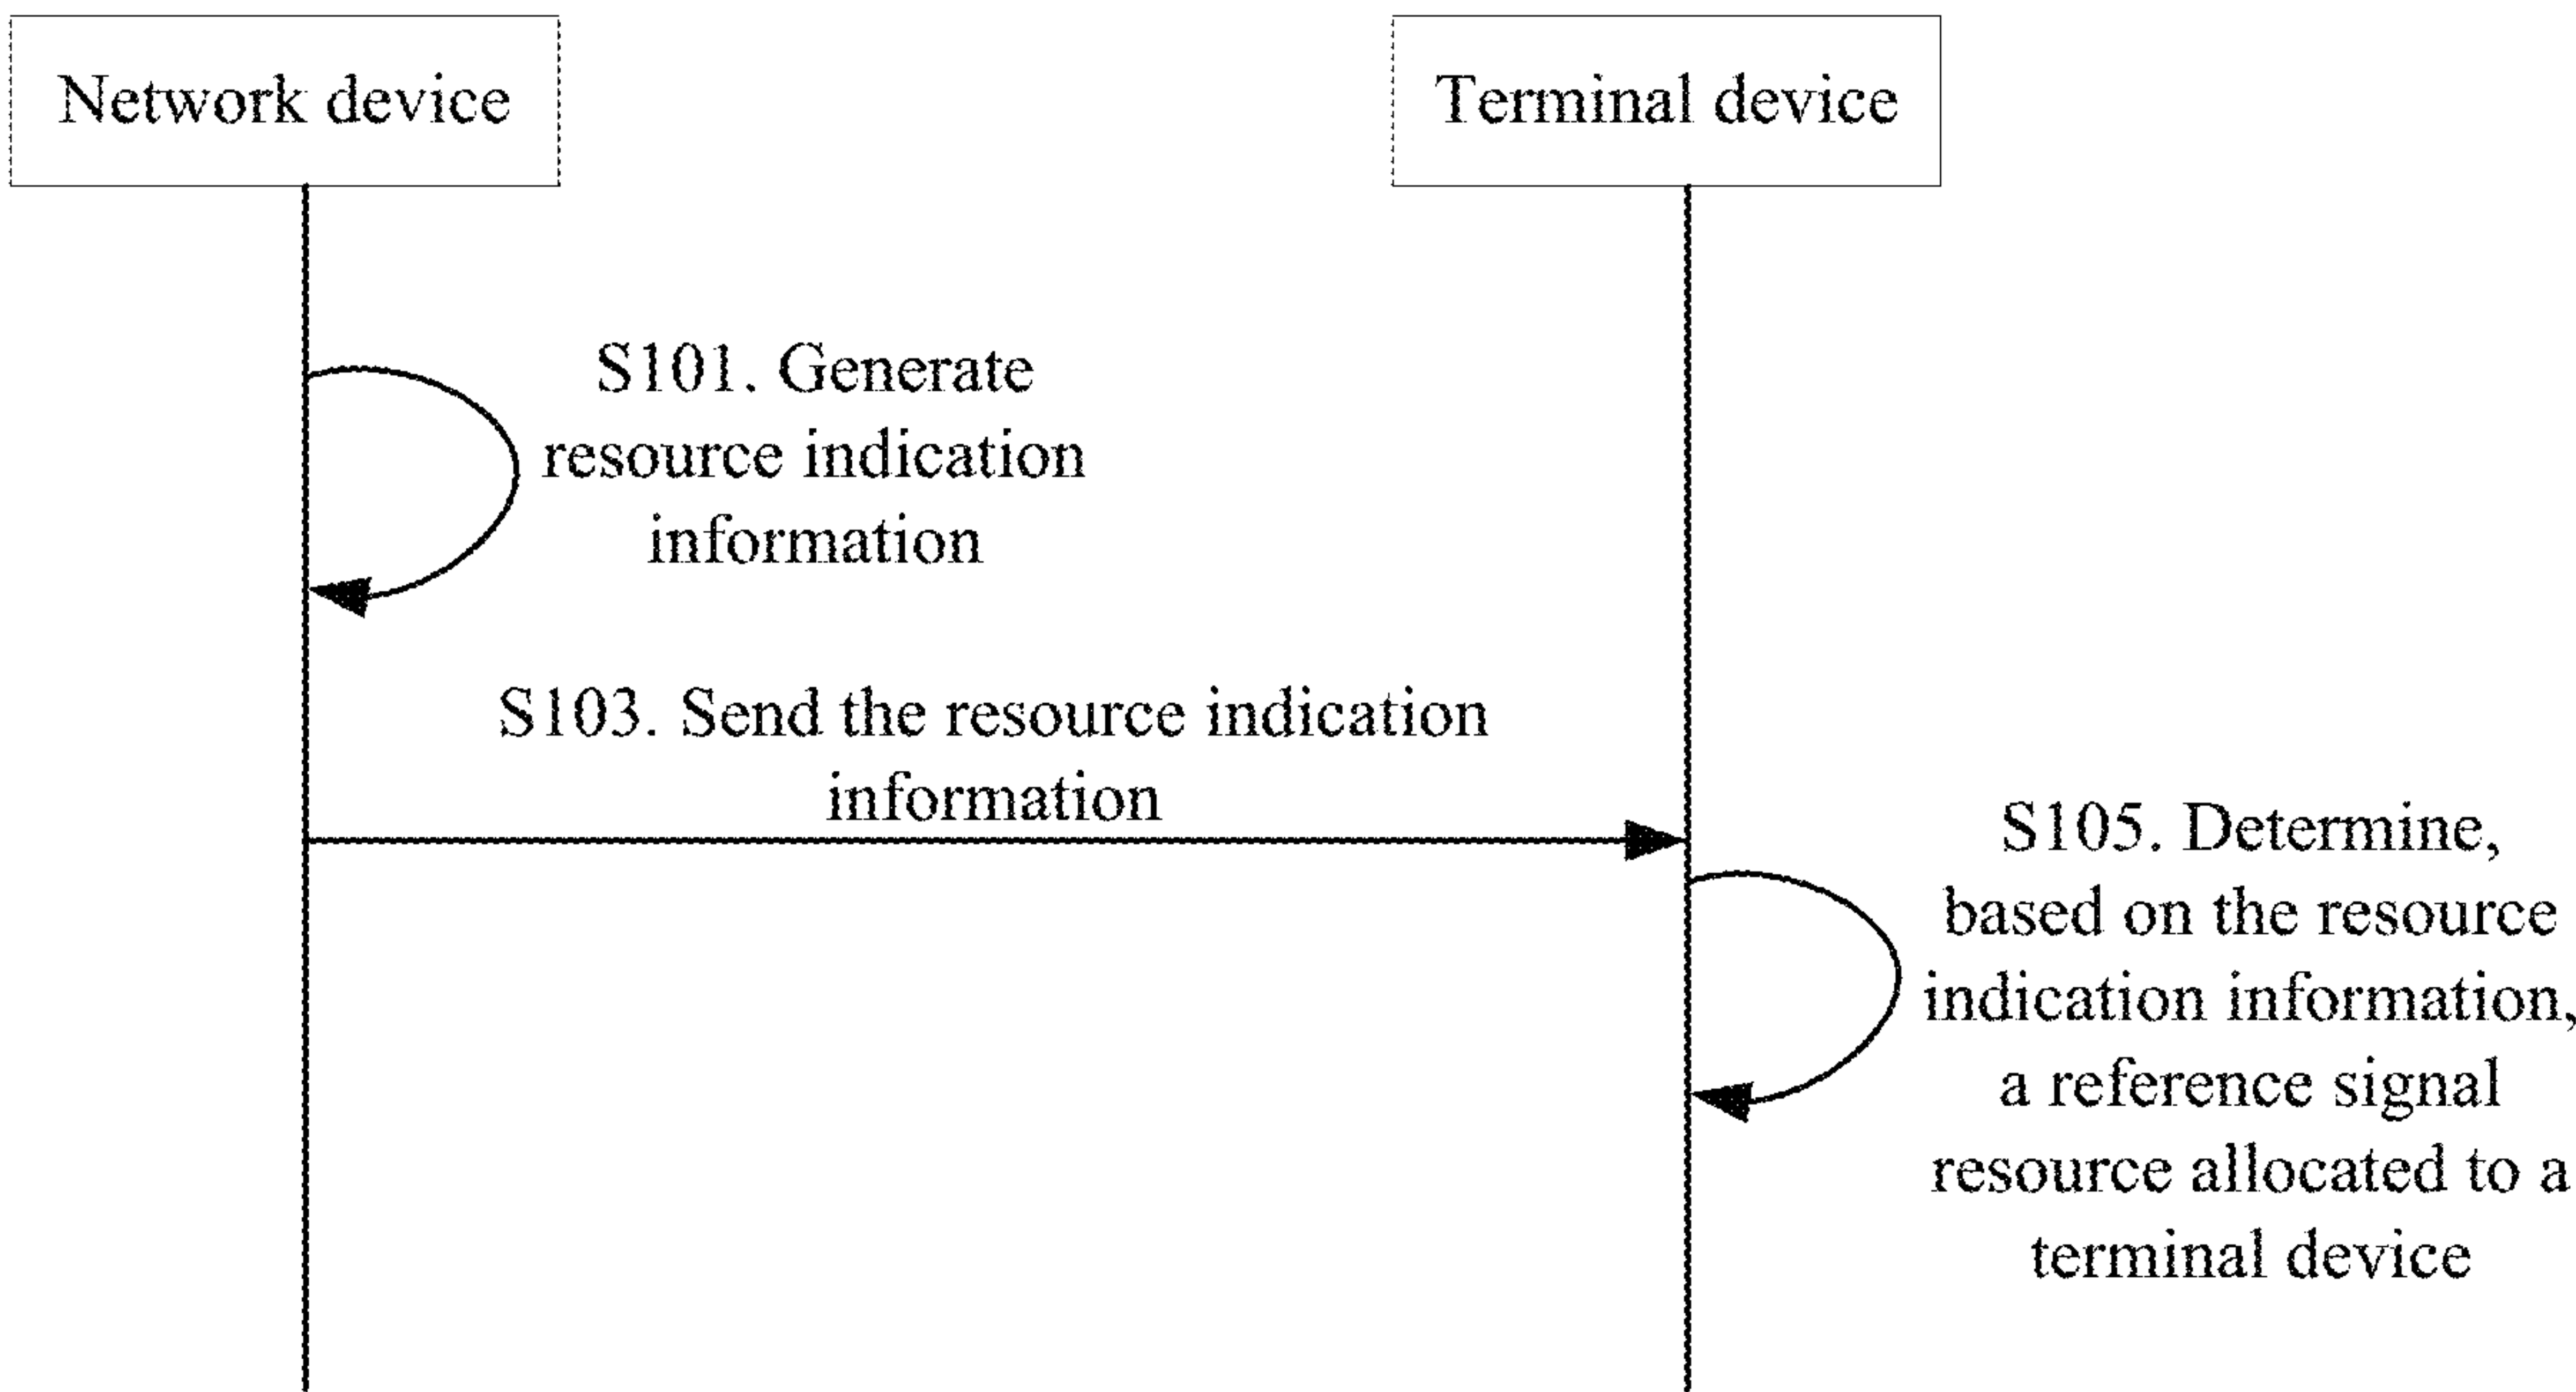 Network device
Terminal device
S101. Generate
resource indication
information
S103. Send the resource indication
information
S105. Determine,
based on the resource
indication information,
a reference signal
resource allocated to a
terminal device